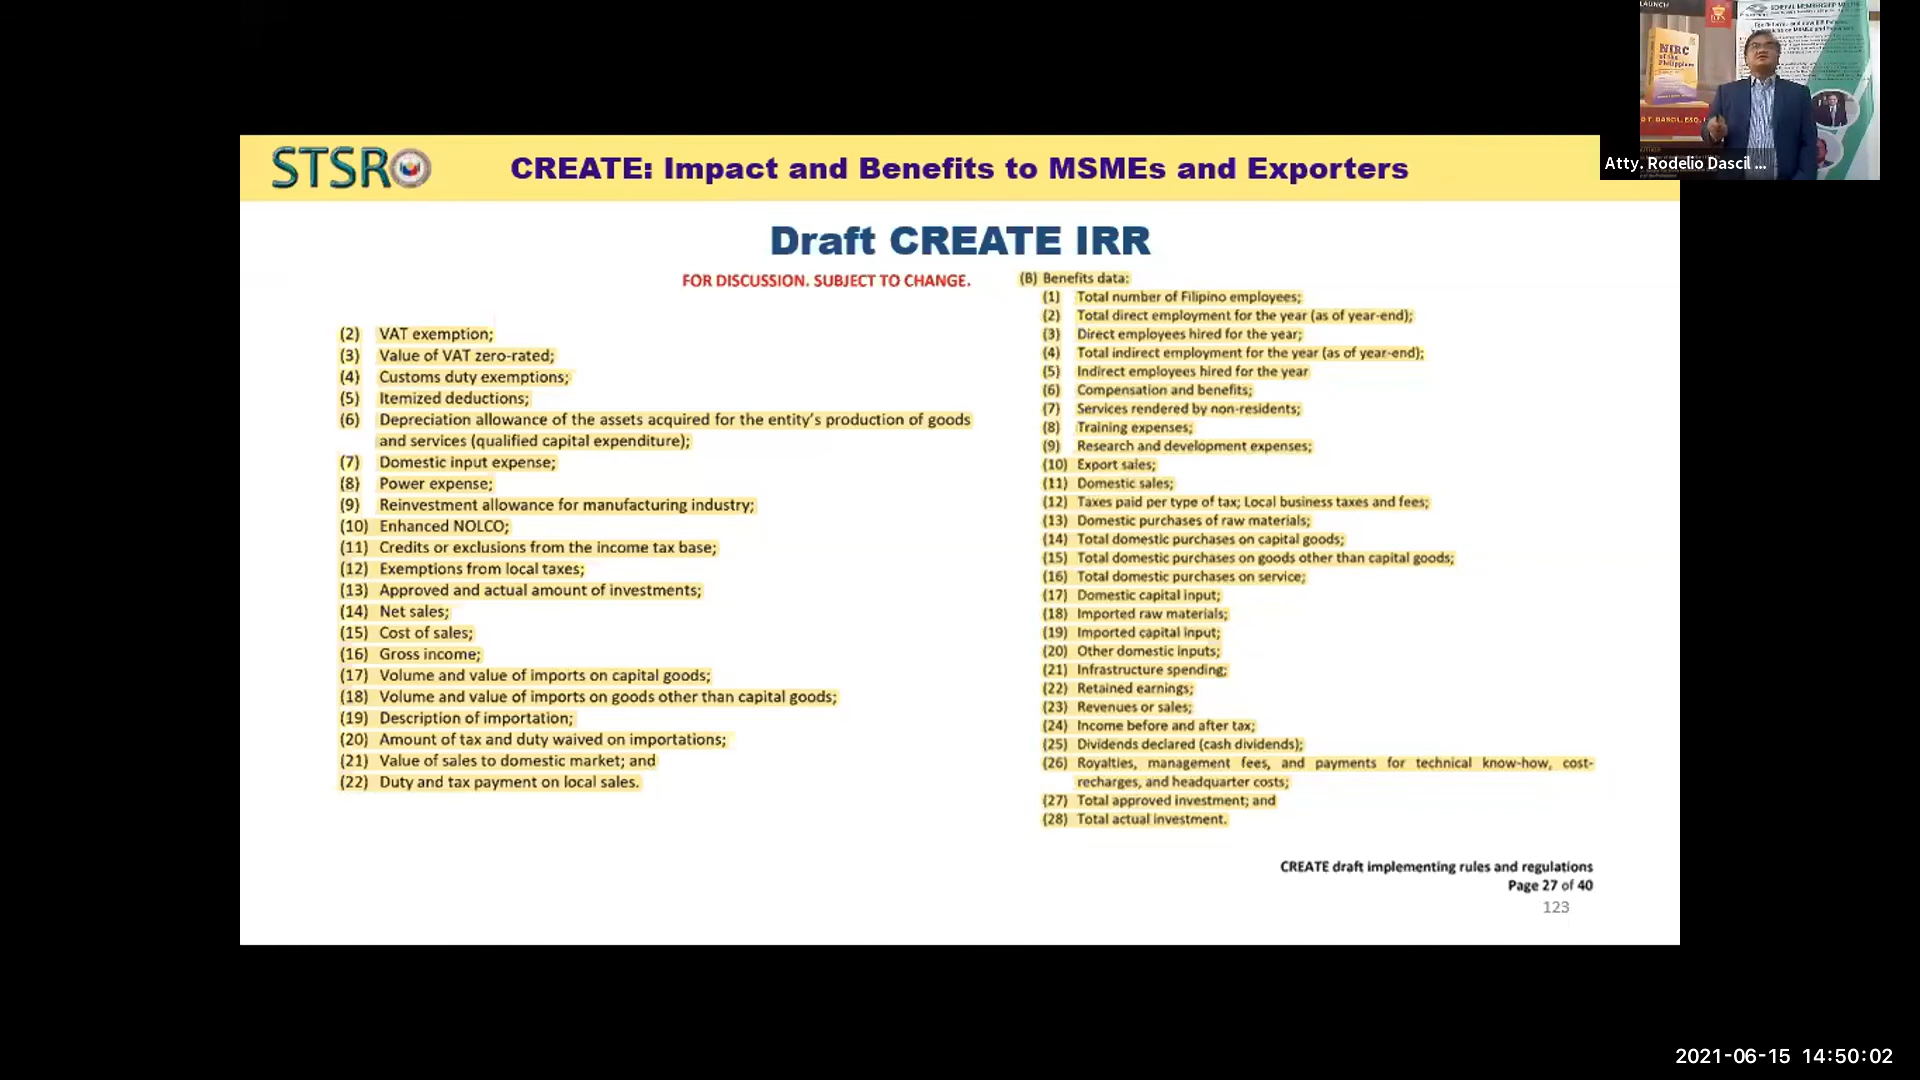 LAUNCH
GENERAL MEMBERSHIP MEETING
NIRC
of the
Philippines
Atty. Rodelio Dascil ...
STSR
CREATE: Impact and Benefits to MSMEs and Exporters
Draft CREATE IRR
FOR DISCUSSION. SUBJECT TO CHANGE.
(2) VAT exemption;
(3) Value of VAT zero-rated;
(4) Customs duty exemptions;
(5) Itemized deductions;
(6) Depreciation allowance of the assets acquired for the entity's production of goods
and services (qualified capital expenditure);
(7) Domestic input expense;
(8) Power expense;
(9) Reinvestment allowance for manufacturing industry;
(10) Enhanced NOLCO;
(11) Credits or exclusions from the income tax base;
(12) Exemptions from local taxes;
(13) Approved and actual amount of investments;
(14) Net sales;
(15) Cost of sales;
(16) Gross income;
(17) Volume and value of imports on capital goods;
(18) Volume and value of imports on goods other than capital goods;
(19) Description of importation;
(20) Amount of tax and duty waived on importations;
(21) Value of sales to domestic market; and
(22) Duty and tax payment on local sales.
(B) Benefits data:
(1) Total number of Filipino employees;
(2) Total direct employment for the year (as of year-end);
(3) Direct employees hired for the year;
(4) Total indirect employment for the year (as of year-end);
(5) Indirect employees hired for the year
(6) Compensation and benefits;
(7) Services rendered by non-residents;
(8) Training expenses;
(9) Research and development expenses;
(10) Export sales;
(11) Domestic sales;
(12) Taxes paid per type of tax; Local business taxes and fees;
(13) Domestic purchases of raw materials;
(14) Total domestic purchases on capital goods;
(15) Total domestic purchases on goods other than capital goods;
(16) Total domestic purchases on service;
(17) Domestic capital input;
(18) Imported raw materials;
(19) Imported capital input;
(20) Other domestic inputs;
(21) Infrastructure spending;
(22) Retained earnings;
(23) Revenues or sales;
(24) Income before and after tax;
(25) Dividends declared (cash dividends);
(26) Royalties, management fees, and payments for technical know-how, cost-
recharges, and headquarter costs;
(27) Total approved investment; and
(28) Total actual investment.
CREATE draft implementing rules and regulations
Page 27 of 40
123
2021-06-15 14:50:02